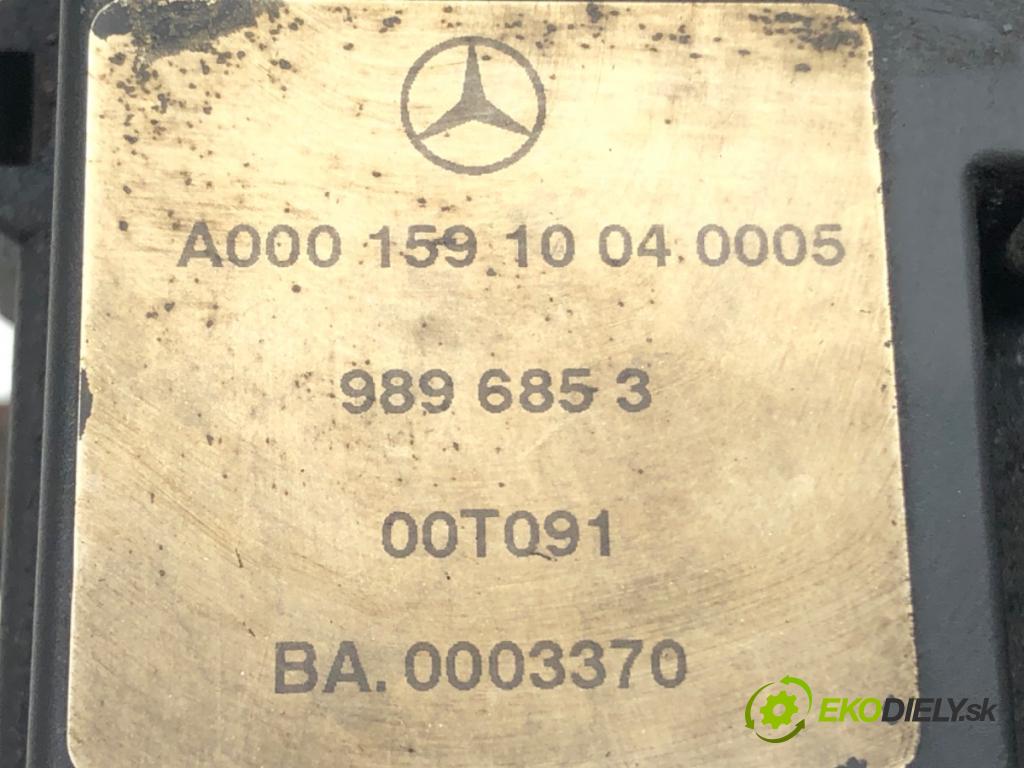 A000 159 10 04 0005
989 685 3
00T091
BA. 0003370
EKODIELY.sk